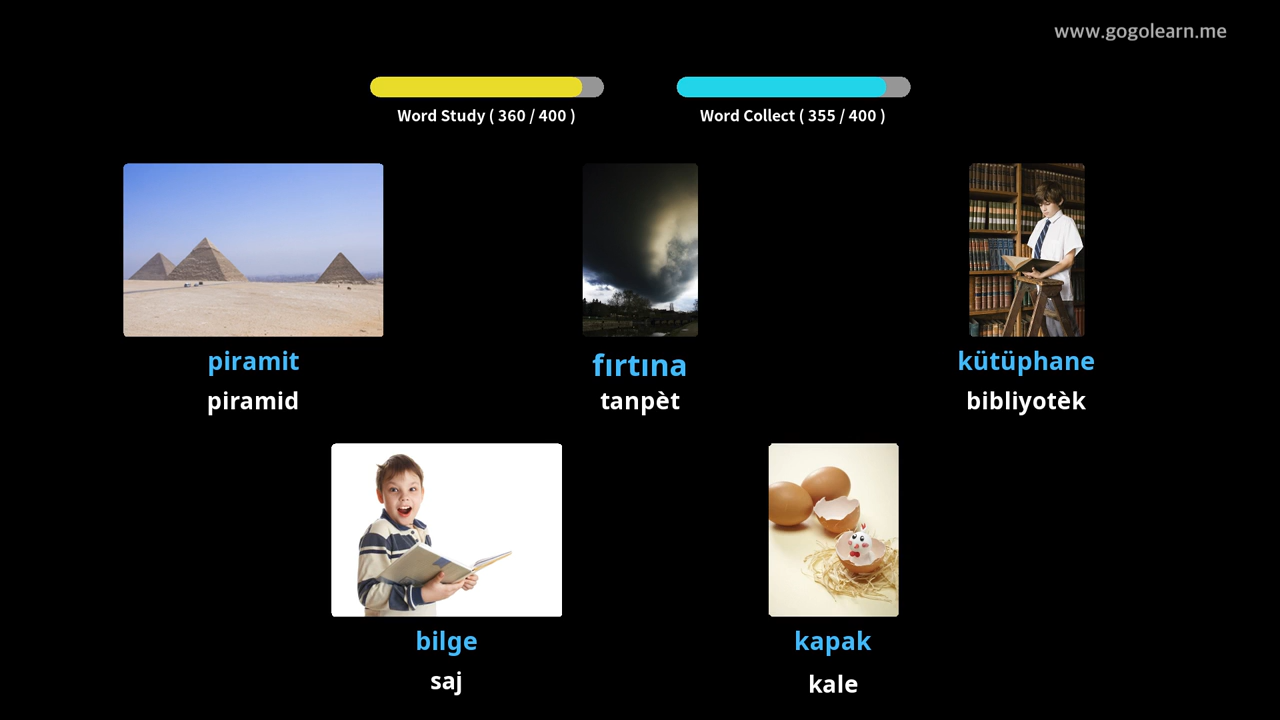 www.gogolearn.me
Word Study ( 360 / 400 )
Word Collect ( 355 / 400 )
piramit
piramid
fırtına
tanpèt
kütüphane
bibliyotèk
bilge
saj
kapak
kale